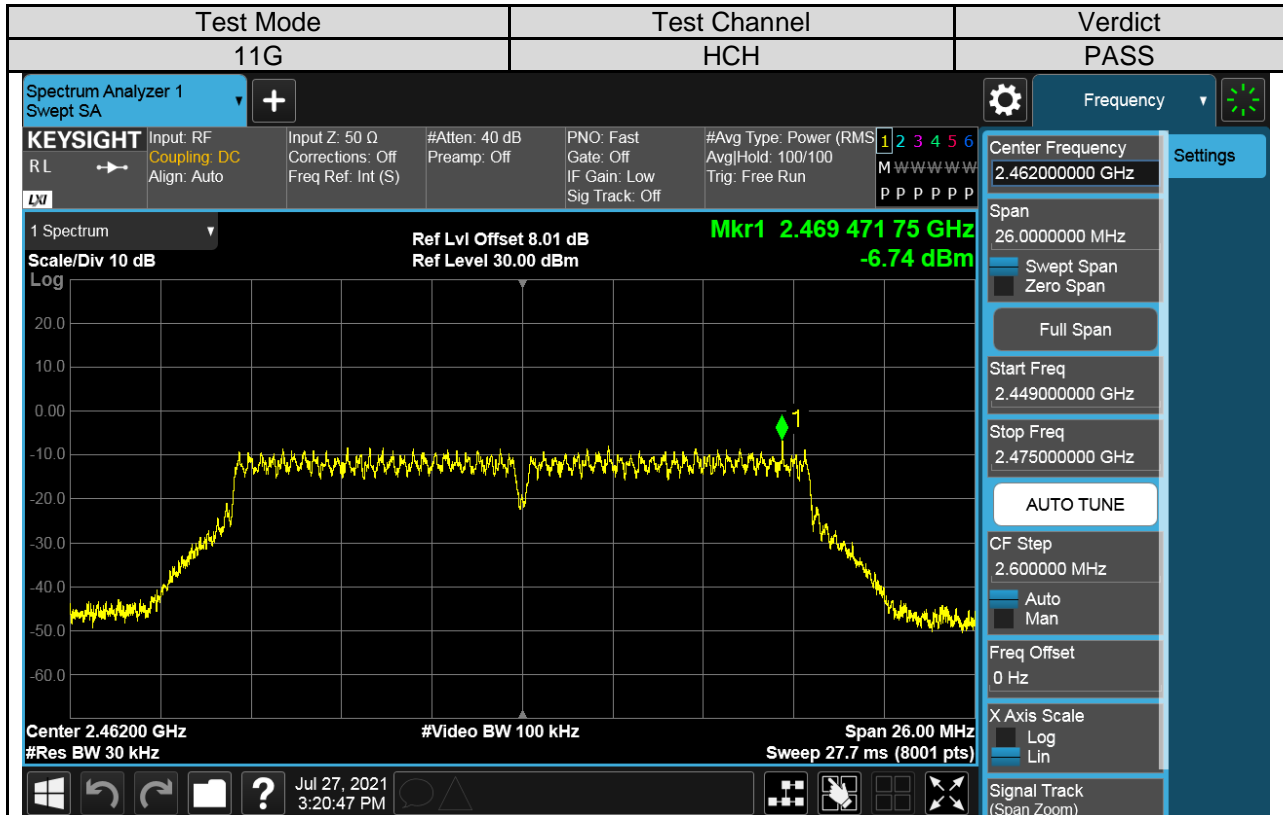 Test Mode Test Channel Verdict
11G HCH PASS
Spectrum Analyzer 1
Swept SA
+
Frequency
KEYSIGHT Input: RF Input Z: 50 Ω #Atten: 40 dB PNO: Fast #Avg Type: Power (RMS 1 2 3 4 5 6
R L Coupling: DC Corrections: Off Preamp: Off Gate: Off Avg|Hold: 100/100 M W W W W W
Align: Auto Freq Ref: Int (S) IF Gain: Low Trig: Free Run
LXI Sig Track: Off P P P P P P
1 Spectrum
Ref Lvl Offset 8.01 dB Mkr1 2.469 471 75 GHz
Scale/Div 10 dB Ref Level 30.00 dBm -6.74 dBm
Log
20.0
10.0
0.00
1
-10.0
-20.0
-30.0
-40.0
-50.0
-60.0
Center 2.46200 GHz #Video BW 100 kHz Span 26.00 MHz
#Res BW 30 kHz Sweep 27.7 ms (8001 pts)
?
Jul 27, 2021
3:20:47 PM
Center Frequency
2.462000000 GHz
Settings
Span
26.0000000 MHz
Swept Span
Zero Span
Full Span
Start Freq
2.449000000 GHz
Stop Freq
2.475000000 GHz
AUTO TUNE
CF Step
2.600000 MHz
Auto
Man
Freq Offset
0 Hz
X Axis Scale
Log
Lin
Signal Track
(Span Zoom)